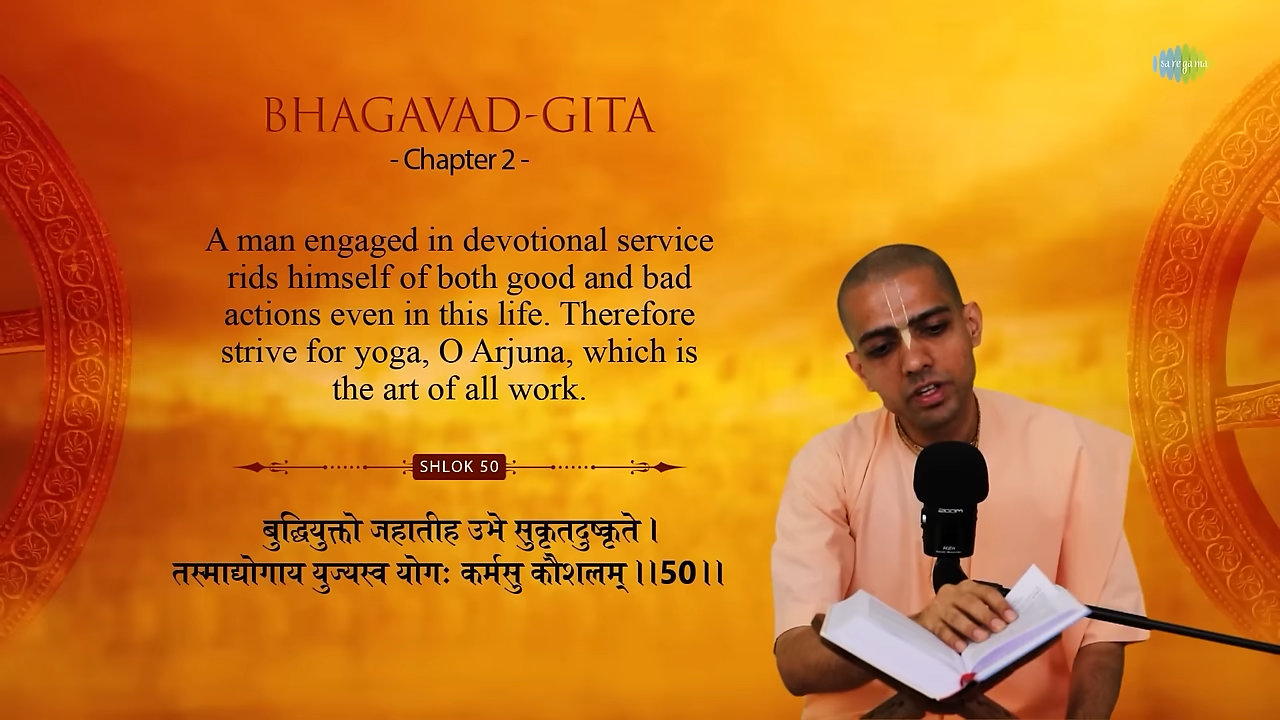 saregama
BHAGAVAD-GITA
- Chapter 2 -
A man engaged in devotional service
rids himself of both good and bad
actions even in this life. Therefore
strive for yoga, O Arjuna, which is
the art of all work.
SHLOK 50
बुद्धियुक्तो जहातीह उभे सुकृतदुष्कृते।
तस्माद्योगाय युज्यस्व योगः कर्मसु कौशलम्।।50।।
ZOOM